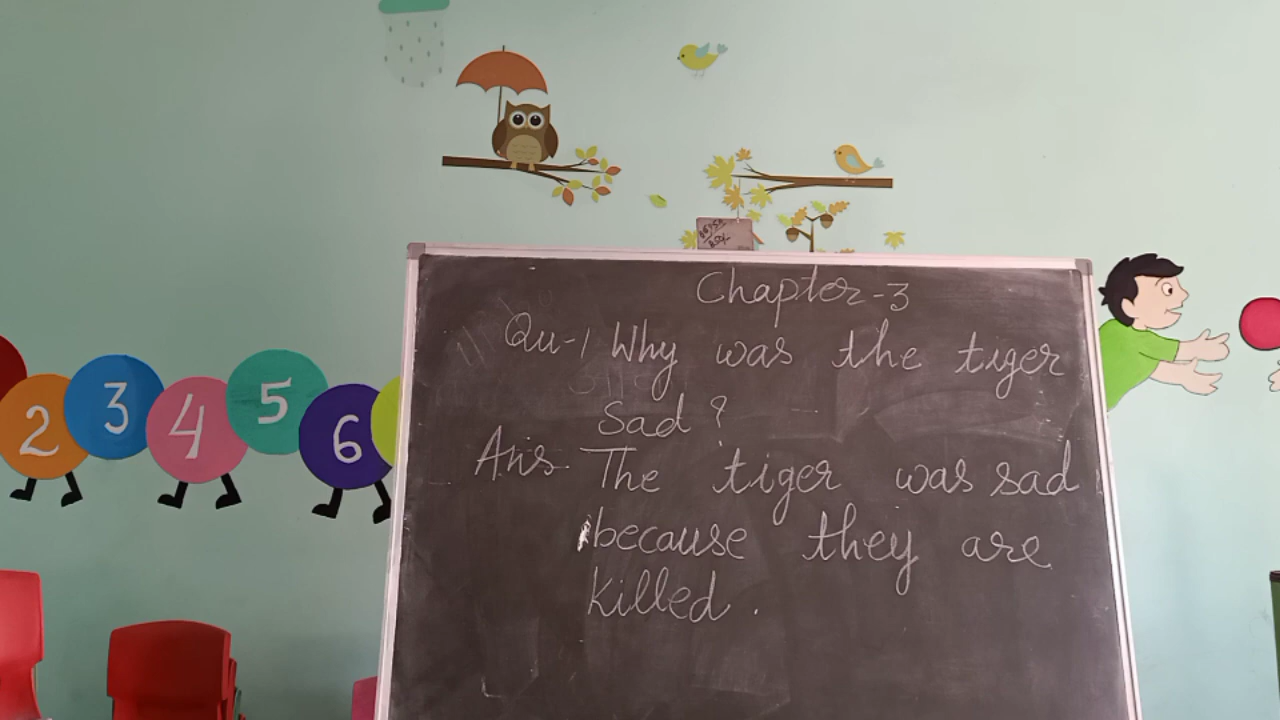 Chapter-3
Qu-1 Why was the tiger
sad ?
Ans The tiger was sad
because they are
killed .
2 3 4 5 6